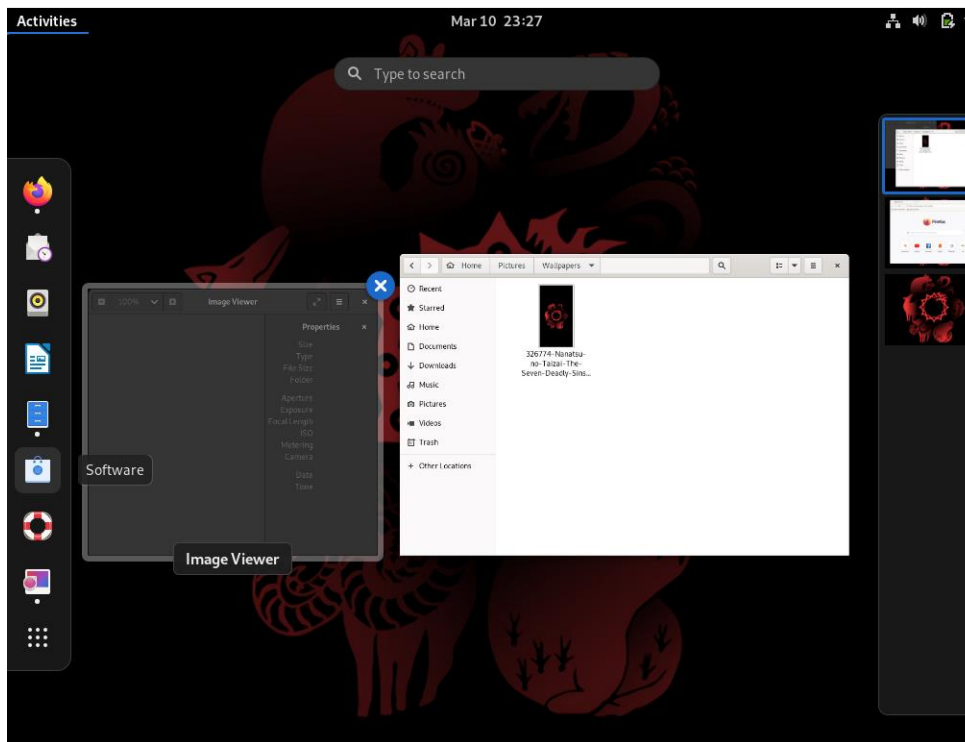 Activities
Mar 10 23:27
Type to search
Software
100%
Image Viewer
Properties
Size
Type
File Size
Folder
Aperture
Exposure
Focal Length
ISO
Metering
Camera
Date
Time
Image Viewer
Home Pictures Wallpapers
Recent
Starred
Home
Documents
Downloads
Music
Pictures
Videos
Trash
+ Other Locations
326774-Nanatsu-
no-Taizai-The-
Seven-Deadly-Sins...
Firefox